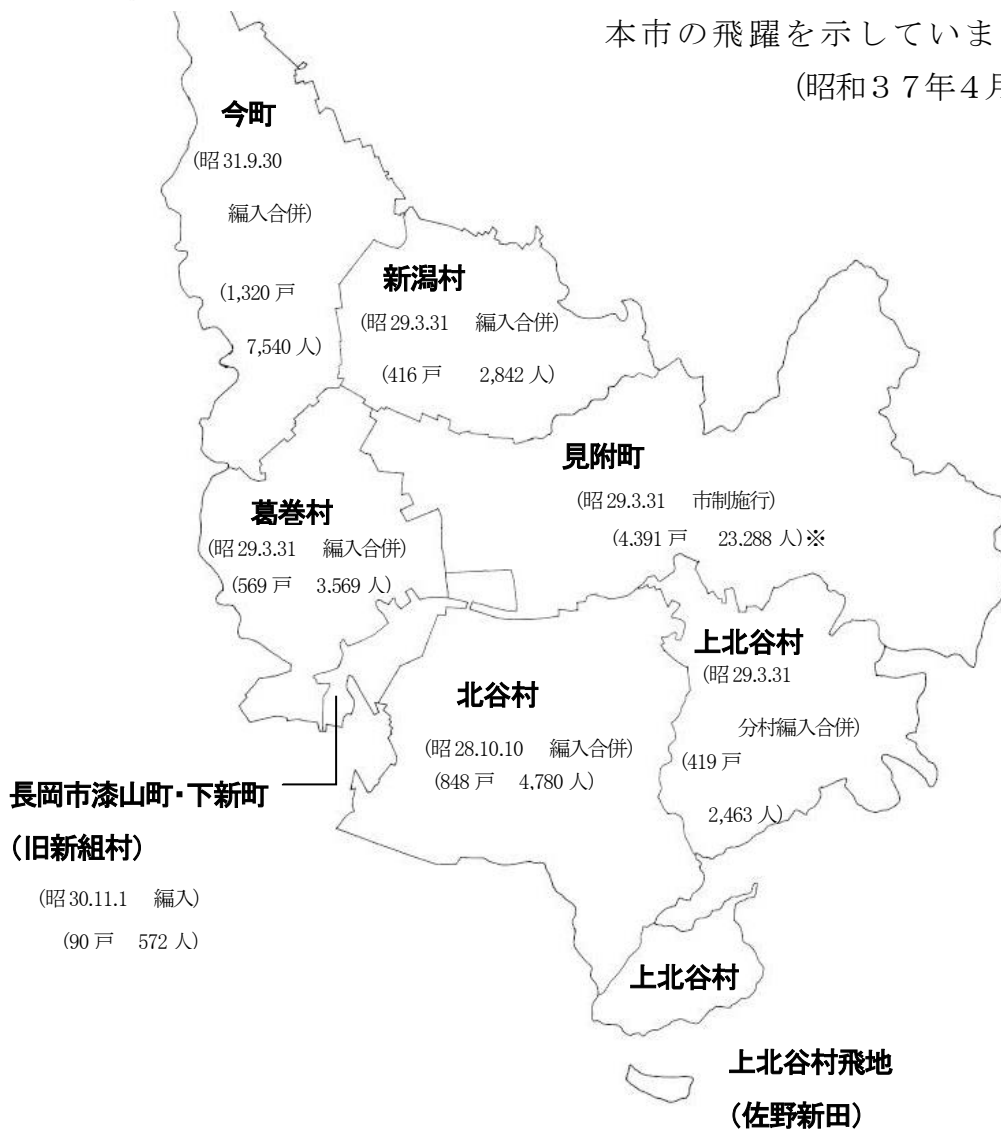 本市の飛躍を示していま
(昭和３７年４月
今町
(昭 31.9.30
編入合併)
(1,320 戸
7,540 人)
新潟村
(昭 29.3.31　編入合併)
(416 戸　2,842 人)
見附町
(昭 29.3.31　市制施行)
(4.391 戸　23.288 人)※
葛巻村
(昭 29.3.31　編入合併)
(569 戸　3.569 人)
上北谷村
(昭 29.3.31
分村編入合併)
(419 戸
2,463 人)
北谷村
(昭 28.10.10　編入合併)
(848 戸　4,780 人)
長岡市漆山町・下新町
（旧新組村）
(昭 30.11.1　編入)
(90 戸　572 人)
上北谷村
上北谷村飛地
（佐野新田）